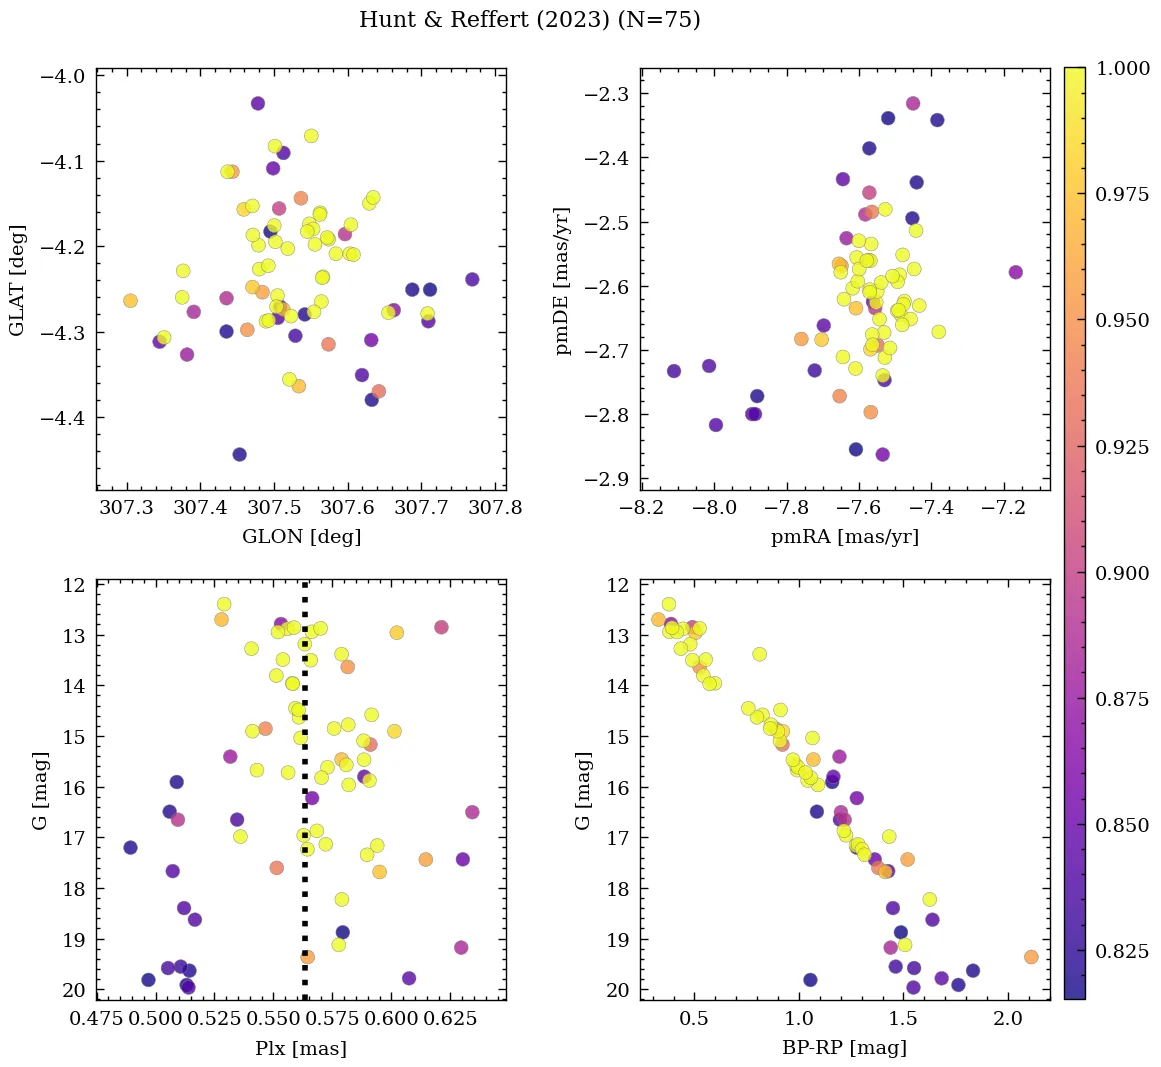 Hunt & Reffert (2023) (N=75)
−4.0
−4.1
−4.2
−4.3
−4.4
GLAT [deg]
307.3 307.4 307.5 307.6 307.7 307.8
GLON [deg]
−2.3
−2.4
−2.5
−2.6
−2.7
−2.8
−2.9
pmDE [mas/yr]
−8.2 −8.0 −7.8 −7.6 −7.4 −7.2
pmRA [mas/yr]
1.000
0.975
0.950
0.925
0.900
0.875
0.850
0.825
12
13
14
15
16
17
18
19
20
G [mag]
0.475 0.500 0.525 0.550 0.575 0.600 0.625
Plx [mas]
12
13
14
15
16
17
18
19
20
G [mag]
0.5 1.0 1.5 2.0
BP-RP [mag]